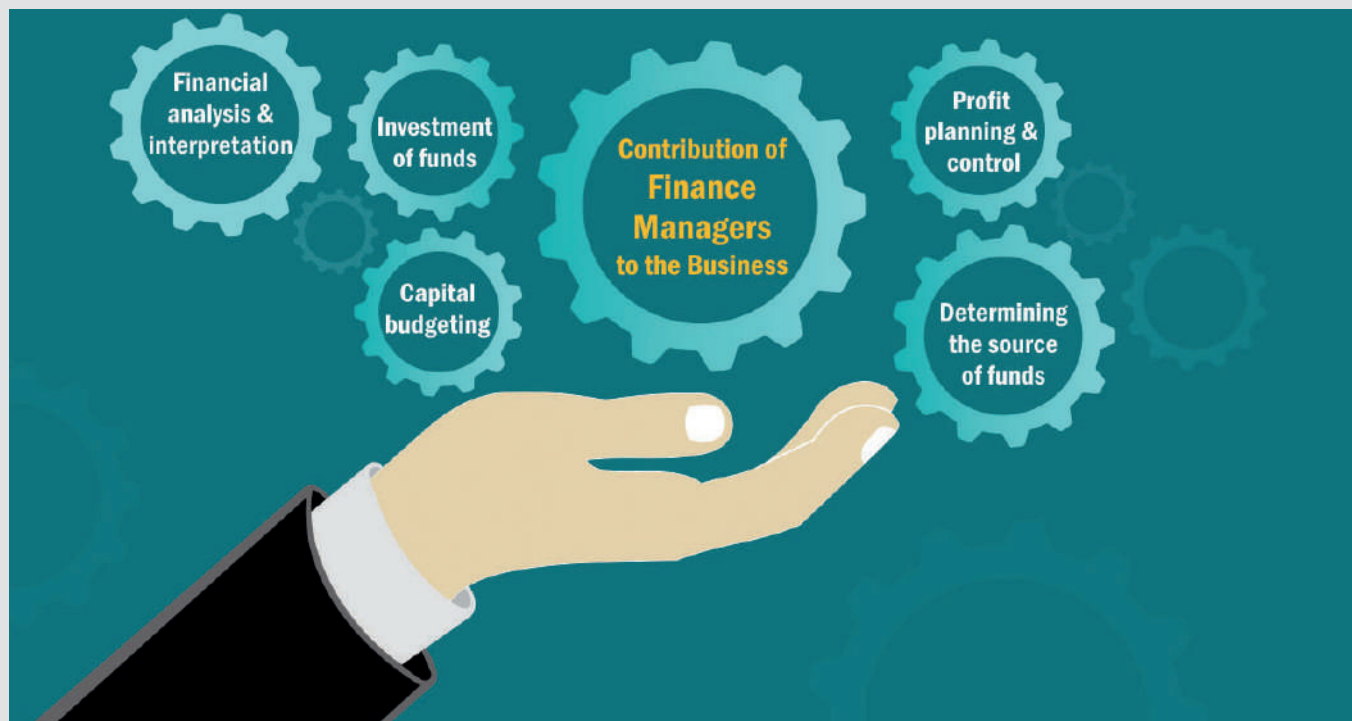 Financial
analysis &
interpretation
Investment
of funds
Capital
budgeting
Contribution of
Finance
Managers
to the Business
Profit
planning &
control
Determining
the source
of funds